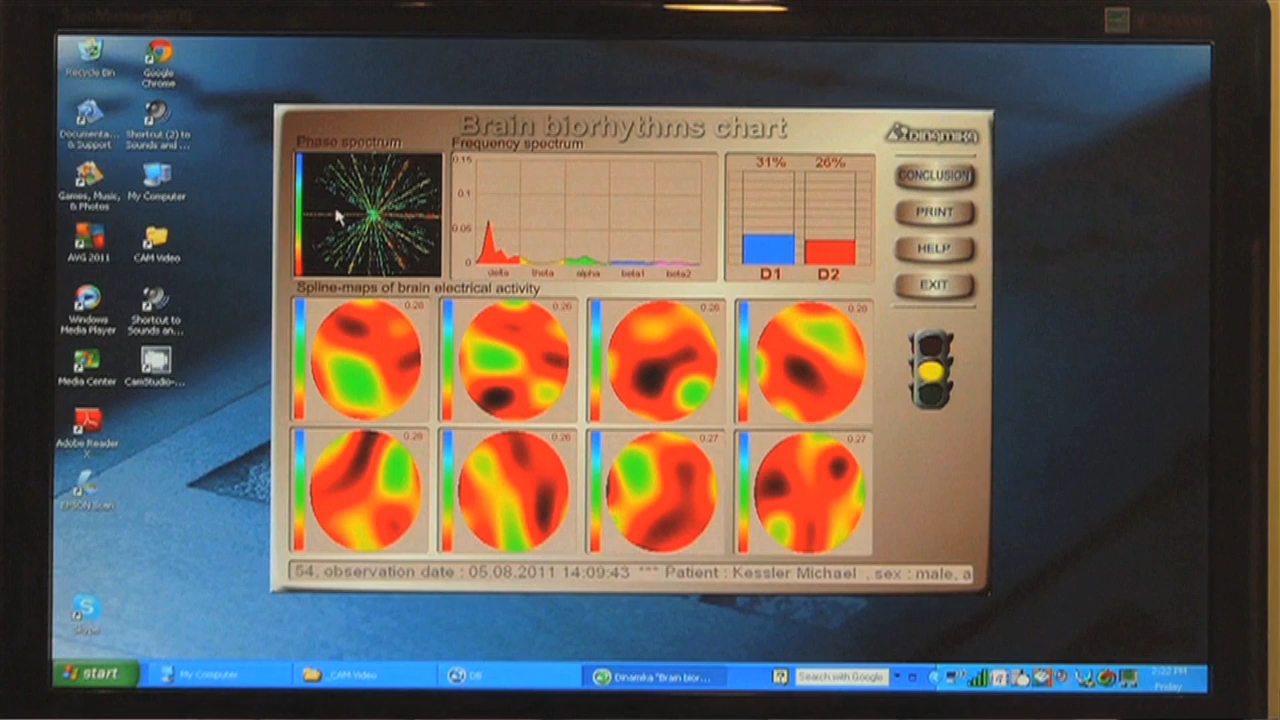 Recycle Bin
Google Chrome
Documenta... & Support
Shortcut (2) to Sounds and ...
Games, Music, & Photos
My Computer
AVG 2011
CAM Video
Windows Media Player
Shortcut to Sounds an...
Media Center
CamStudio-...
Adobe Reader X
EPSON Scan
Skype
Brain biorhythms chart
DINAMIKA
Phase spectrum
Frequency spectrum
0.15
0.1
0.05
0
delta theta alpha beta1 beta2
31% 26%
D1 D2
CONCLUSION
PRINT
HELP
EXIT
Spline-maps of brain electrical activity
0.26 0.26 0.26 0.28
0.28 0.26 0.27 0.27
54, observation date : 05.08.2011 14:09:43 *** Patient : Kessler Michael , sex : male, a
start
My Computer
CAM Video
DB
Dinamika "Brain bior...
Search with Google
2:22 PM
Friday